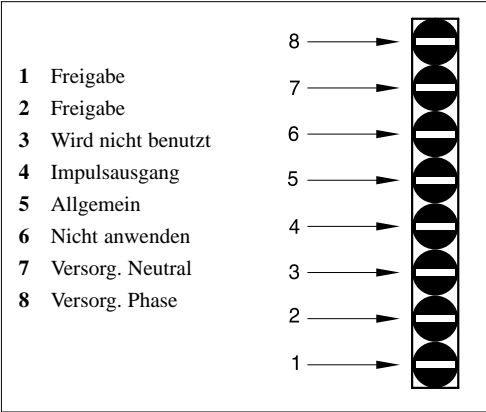 1 Freigabe
2 Freigabe
3 Wird nicht benutzt
4 Impulsausgang
5 Allgemein
6 Nicht anwenden
7 Versorg. Neutral
8 Versorg. Phase
8
7
6
5
4
3
2
1